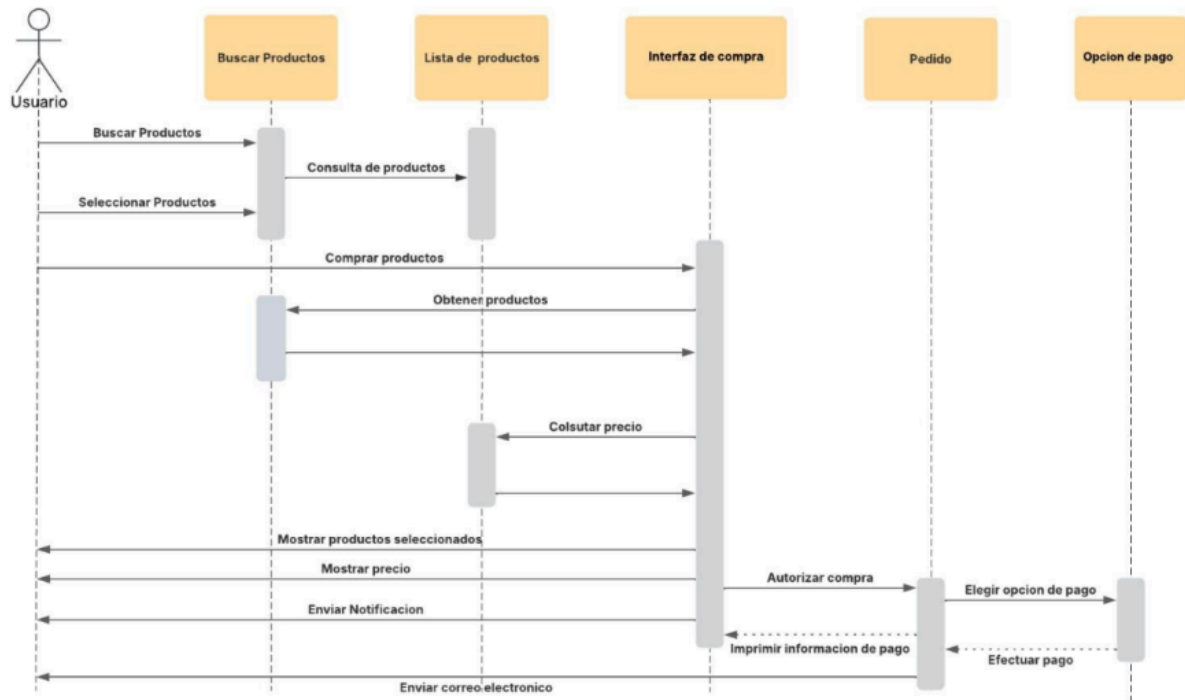 Usuario
Buscar Productos
Lista de productos
Interfaz de compra
Pedido
Opcion de pago
Buscar Productos
Consulta de productos
Seleccionar Productos
Comprar productos
Obtener productos
Colsutar precio
Mostrar productos seleccionados
Mostrar precio
Autorizar compra
Elegir opcion de pago
Enviar Notificacion
Imprimir informacion de pago
Efectuar pago
Enviar correo electronico